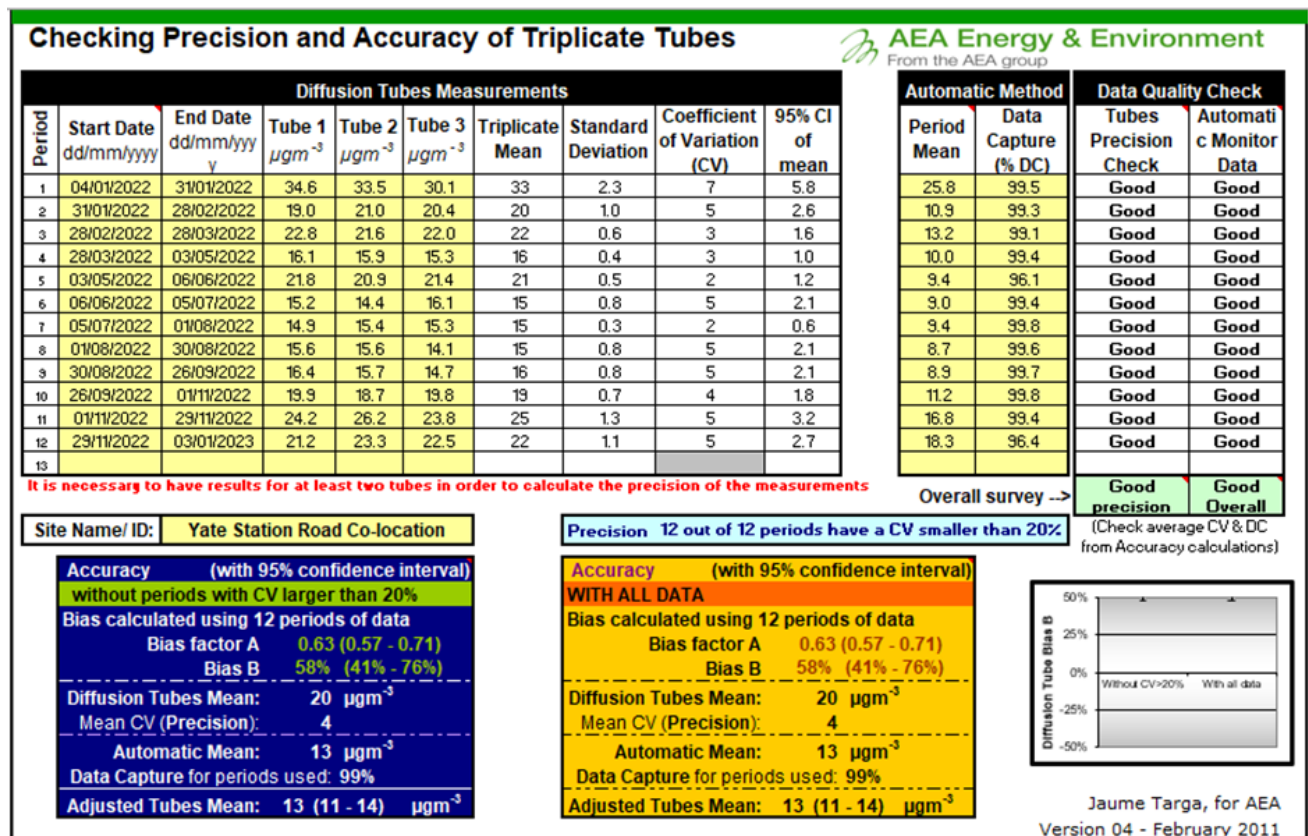 Checking Precision and Accuracy of Triplicate Tubes
AEA Energy & Environment
From the AEA group
Diffusion Tubes Measurements
Automatic Method
Data Quality Check
Period
Start Date dd/mm/yyyy
End Date dd/mm/yyyy
Tube 1 µgm⁻³
Tube 2 µgm⁻³
Tube 3 µgm⁻³
Triplicate Mean
Standard Deviation
Coefficient of Variation (CV)
95% CI of mean
Period Mean
Data Capture (% DC)
Tubes Precision Check
Automatic Monitor Data
1 04/01/2022 31/01/2022 34.6 33.5 30.1 33 2.3 7 5.8 25.8 99.5 Good Good
2 31/01/2022 28/02/2022 19.0 21.0 20.4 20 1.0 5 2.6 10.9 99.3 Good Good
3 28/02/2022 28/03/2022 22.8 21.6 22.0 22 0.6 3 1.6 13.2 99.1 Good Good
4 28/03/2022 03/05/2022 16.1 15.9 15.3 16 0.4 3 1.0 10.0 99.4 Good Good
5 03/05/2022 06/06/2022 21.8 20.9 21.4 21 0.5 2 1.2 9.4 96.1 Good Good
6 06/06/2022 05/07/2022 15.2 14.4 16.1 15 0.8 5 2.1 9.0 99.4 Good Good
7 05/07/2022 01/08/2022 14.9 15.4 15.3 15 0.3 2 0.6 9.4 99.8 Good Good
8 01/08/2022 30/08/2022 15.6 15.6 14.1 15 0.8 5 2.1 8.7 99.6 Good Good
9 30/08/2022 26/09/2022 16.4 15.7 14.7 16 0.8 5 2.1 8.9 99.7 Good Good
10 26/09/2022 01/11/2022 19.9 18.7 19.8 19 0.7 4 1.8 11.2 99.8 Good Good
11 01/11/2022 29/11/2022 24.2 26.2 23.8 25 1.3 5 3.2 16.8 99.4 Good Good
12 29/11/2022 03/01/2023 21.2 23.3 22.5 22 1.1 5 2.7 18.3 96.4 Good Good
13
It is necessary to have results for at least two tubes in order to calculate the precision of the measurements
Overall survey -->
Good precision
Good Overall
Site Name/ ID: Yate Station Road Co-location
Precision 12 out of 12 periods have a CV smaller than 20%
(Check average CV & DC
from Accuracy calculations)
Accuracy (with 95% confidence interval)
without periods with CV larger than 20%
Bias calculated using 12 periods of data
Bias factor A 0.63 (0.57 - 0.71)
Bias B 58% (41% - 76%)
Diffusion Tubes Mean: 20 µgm⁻³
Mean CV (Precision): 4
Automatic Mean: 13 µgm⁻³
Data Capture for periods used: 99%
Adjusted Tubes Mean: 13 (11 - 14) µgm⁻³
Accuracy (with 95% confidence interval)
WITH ALL DATA
Bias calculated using 12 periods of data
Bias factor A 0.63 (0.57 - 0.71)
Bias B 58% (41% - 76%)
Diffusion Tubes Mean: 20 µgm⁻³
Mean CV (Precision): 4
Automatic Mean: 13 µgm⁻³
Data Capture for periods used: 99%
Adjusted Tubes Mean: 13 (11 - 14) µgm⁻³
Diffusion Tube Bias B
50%
25%
0%
-25%
-50%
Without CV>20%
With all data
Jaume Targa, for AEA
Version 04 - February 2011